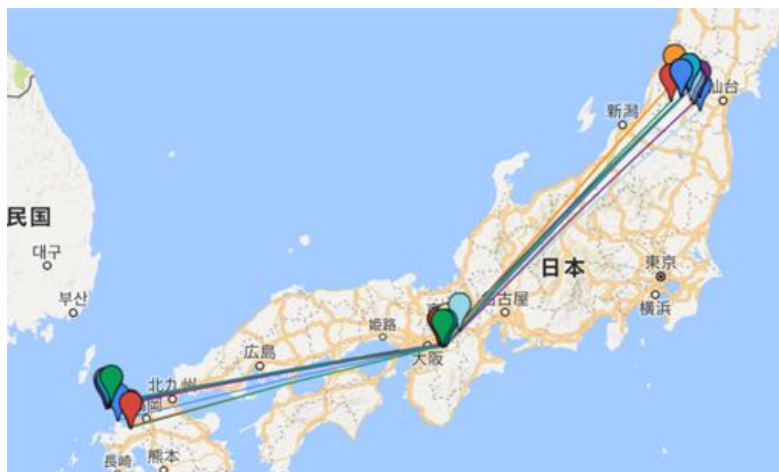 仙台
新潟
民国
대구
日本
東京
부산
名古屋
横浜
姫路
広島
大阪
北九州
長崎
熊本